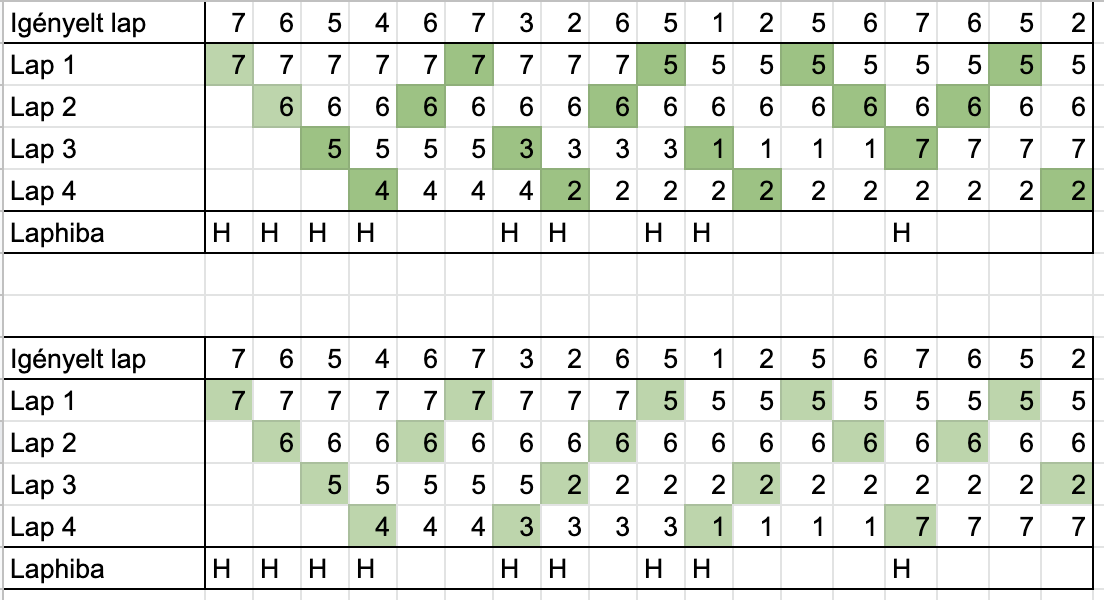 Igényelt lap 7 6 5 4 6 7 3 2 6 5 1 2 5 6 7 6 5 2
Lap 1 7 7 7 7 7 7 7 7 7 5 5 5 5 5 5 5 5 5
Lap 2 6 6 6 6 6 6 6 6 6 6 6 6 6 6 6 6 6
Lap 3 5 5 5 5 3 3 3 3 1 1 1 1 7 7 7 7
Lap 4 4 4 4 4 2 2 2 2 2 2 2 2 2 2 2
Laphiba H H H H H H H H H
Igényelt lap 7 6 5 4 6 7 3 2 6 5 1 2 5 6 7 6 5 2
Lap 1 7 7 7 7 7 7 7 7 7 5 5 5 5 5 5 5 5 5
Lap 2 6 6 6 6 6 6 6 6 6 6 6 6 6 6 6 6 6
Lap 3 5 5 5 5 5 2 2 2 2 2 2 2 2 2 2 2
Lap 4 4 4 4 3 3 3 3 1 1 1 1 7 7 7 7
Laphiba H H H H H H H H H